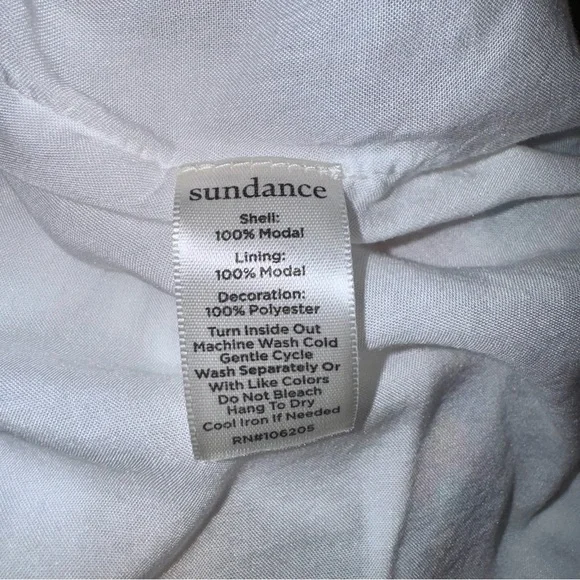 sundance
Shell:
100% Modal
Lining:
100% Modal
Decoration:
100% Polyester
Turn Inside Out
Machine Wash Cold
Gentle Cycle
Wash Separately Or
With Like Colors
Do Not Bleach
Hang To Dry
Cool Iron If Needed
RN#106205